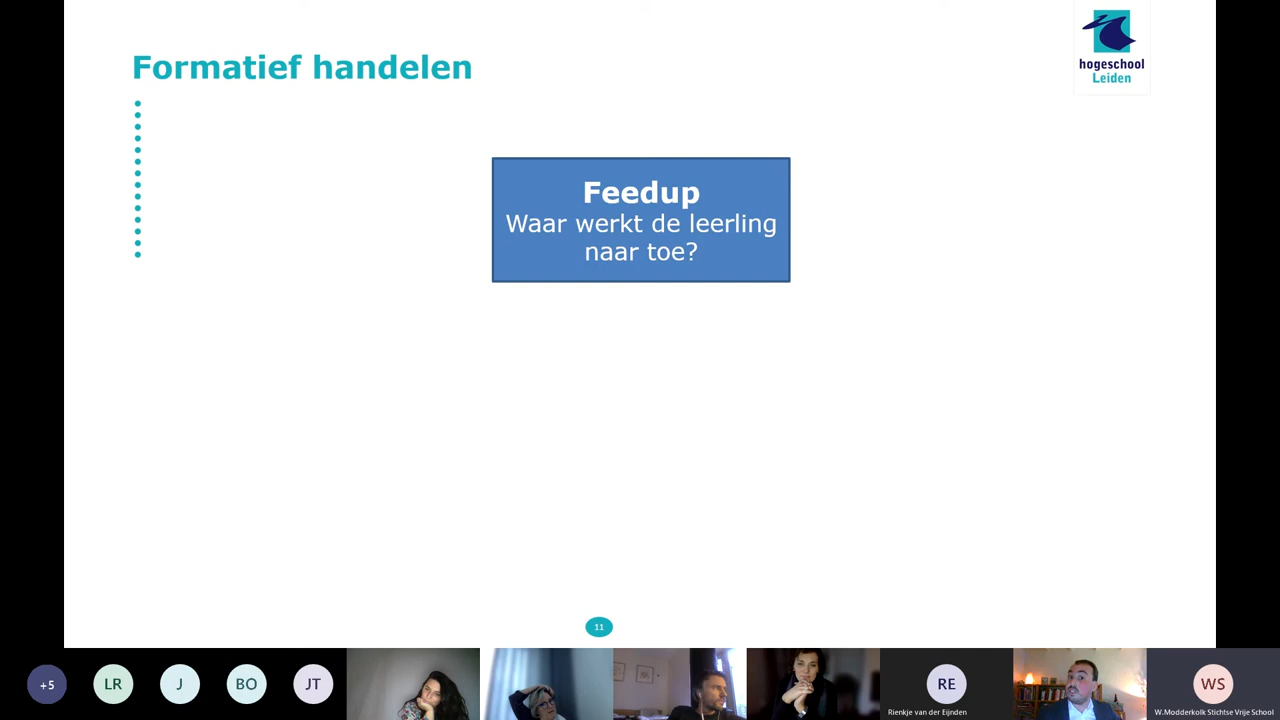 Formatief handelen
hogeschool
Leiden
Feedup
Waar werkt de leerling
naar toe?
11
+5
LR
J
BO
JT
RE
Rienkje van der Eijnden
WS
W.Modderkolk Stichtse Vrije School